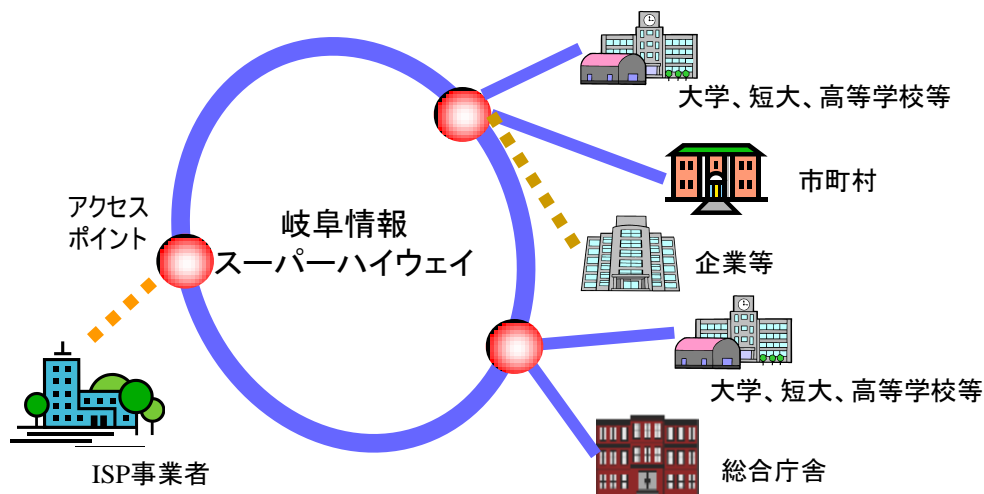 大学、短大、高等学校等
市町村
アクセス
ポイント
岐阜情報
スーパーハイウェイ
企業等
大学、短大、高等学校等
ISP事業者
総合庁舎